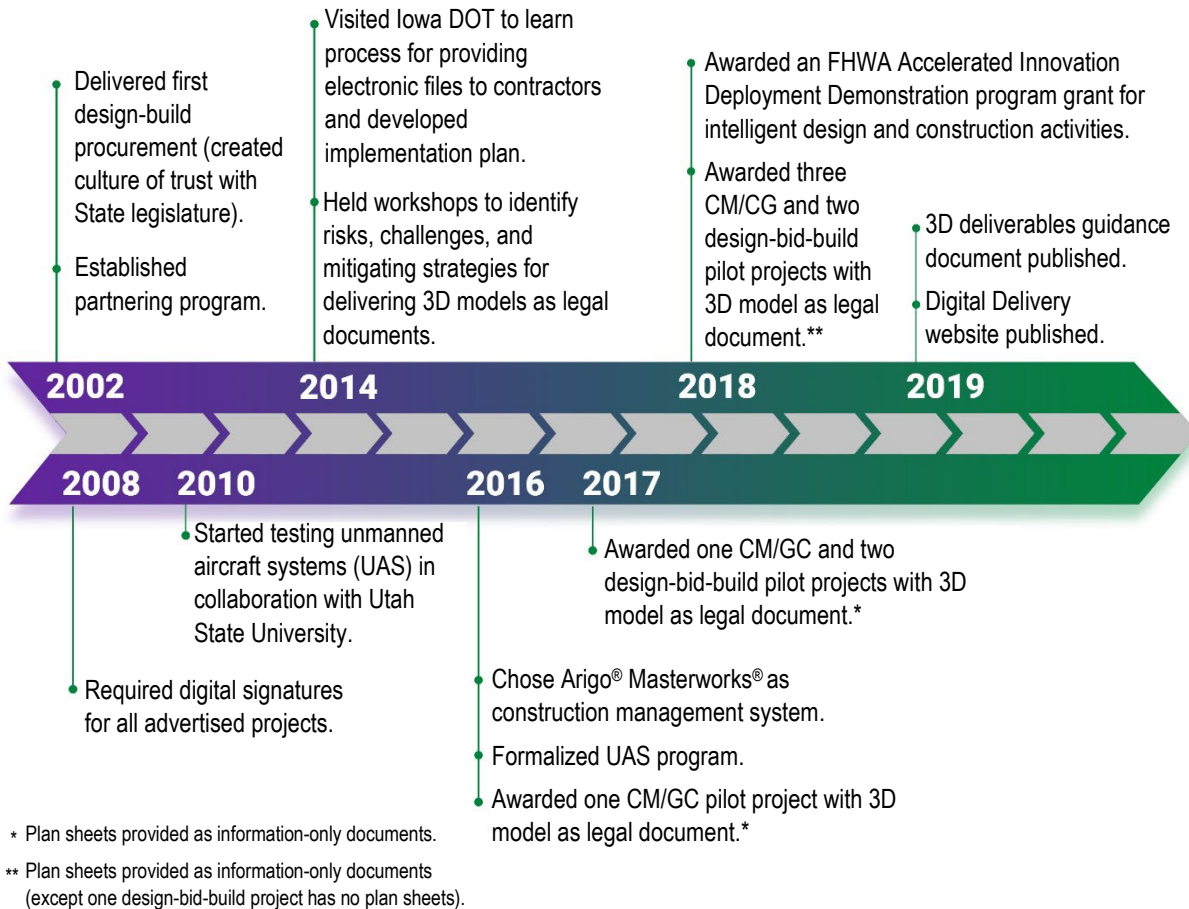 Delivered first
design-build
procurement (created
culture of trust with
State legislature).
Established
partnering program.
Visited Iowa DOT to learn
process for providing
electronic files to contractors
and developed
implementation plan.
Held workshops to identify
risks, challenges, and
mitigating strategies for
delivering 3D models as legal
documents.
Awarded an FHWA Accelerated Innovation
Deployment Demonstration program grant for
intelligent design and construction activities.
Awarded three
CM/CG and two
design-bid-build
pilot projects with
3D model as legal
document.**
3D deliverables guidance
document published.
Digital Delivery
website published.
2002
2014
2018
2019
2008
2010
2016
2017
Required digital signatures
for all advertised projects.
Started testing unmanned
aircraft systems (UAS) in
collaboration with Utah
State University.
Chose Arigo® Masterworks® as
construction management system.
Formalized UAS program.
Awarded one CM/GC pilot project with 3D
model as legal document.*
Awarded one CM/GC and two
design-bid-build pilot projects with 3D
model as legal document.*
* Plan sheets provided as information-only documents.
** Plan sheets provided as information-only documents
(except one design-bid-build project has no plan sheets).